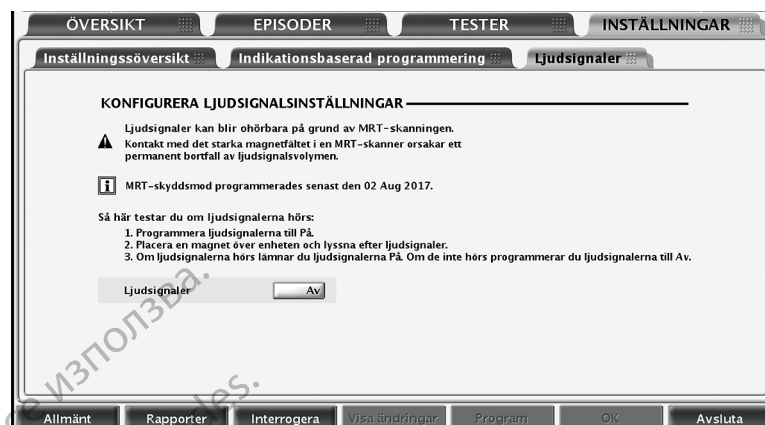 ÖVERSIKT EPISODER TESTER INSTÄLLNINGAR
Inställningssöversikt Indikationsbaserad programmering Ljudsignaler
KONFIGURERA LJUDSIGNALSINSTÄLLNINGAR
Ljudsignaler kan blir ohörbara på grund av MRT-skanningen.
Kontakt med det starka magnetfältet i en MRT-skanner orsakar ett
permanent bortfall av ljudsignalsvolymen.
i MRT-skyddsmod programmerades senast den 02 Aug 2017.
Så här testar du om ljudsignalerna hörs:
1. Programmera ljudsignalerna till På.
2. Placera en magnet över enheten och lyssna efter ljudsignaler.
3. Om ljudsignalerna hörs lämnar du ljudsignalerna På. Om de inte hörs programmerar du ljudsignalerna till Av.
Ljudsignaler Av
се използва.
des.
Allmänt Rapporter Interrogera Visa ändringar Program OK Avsluta